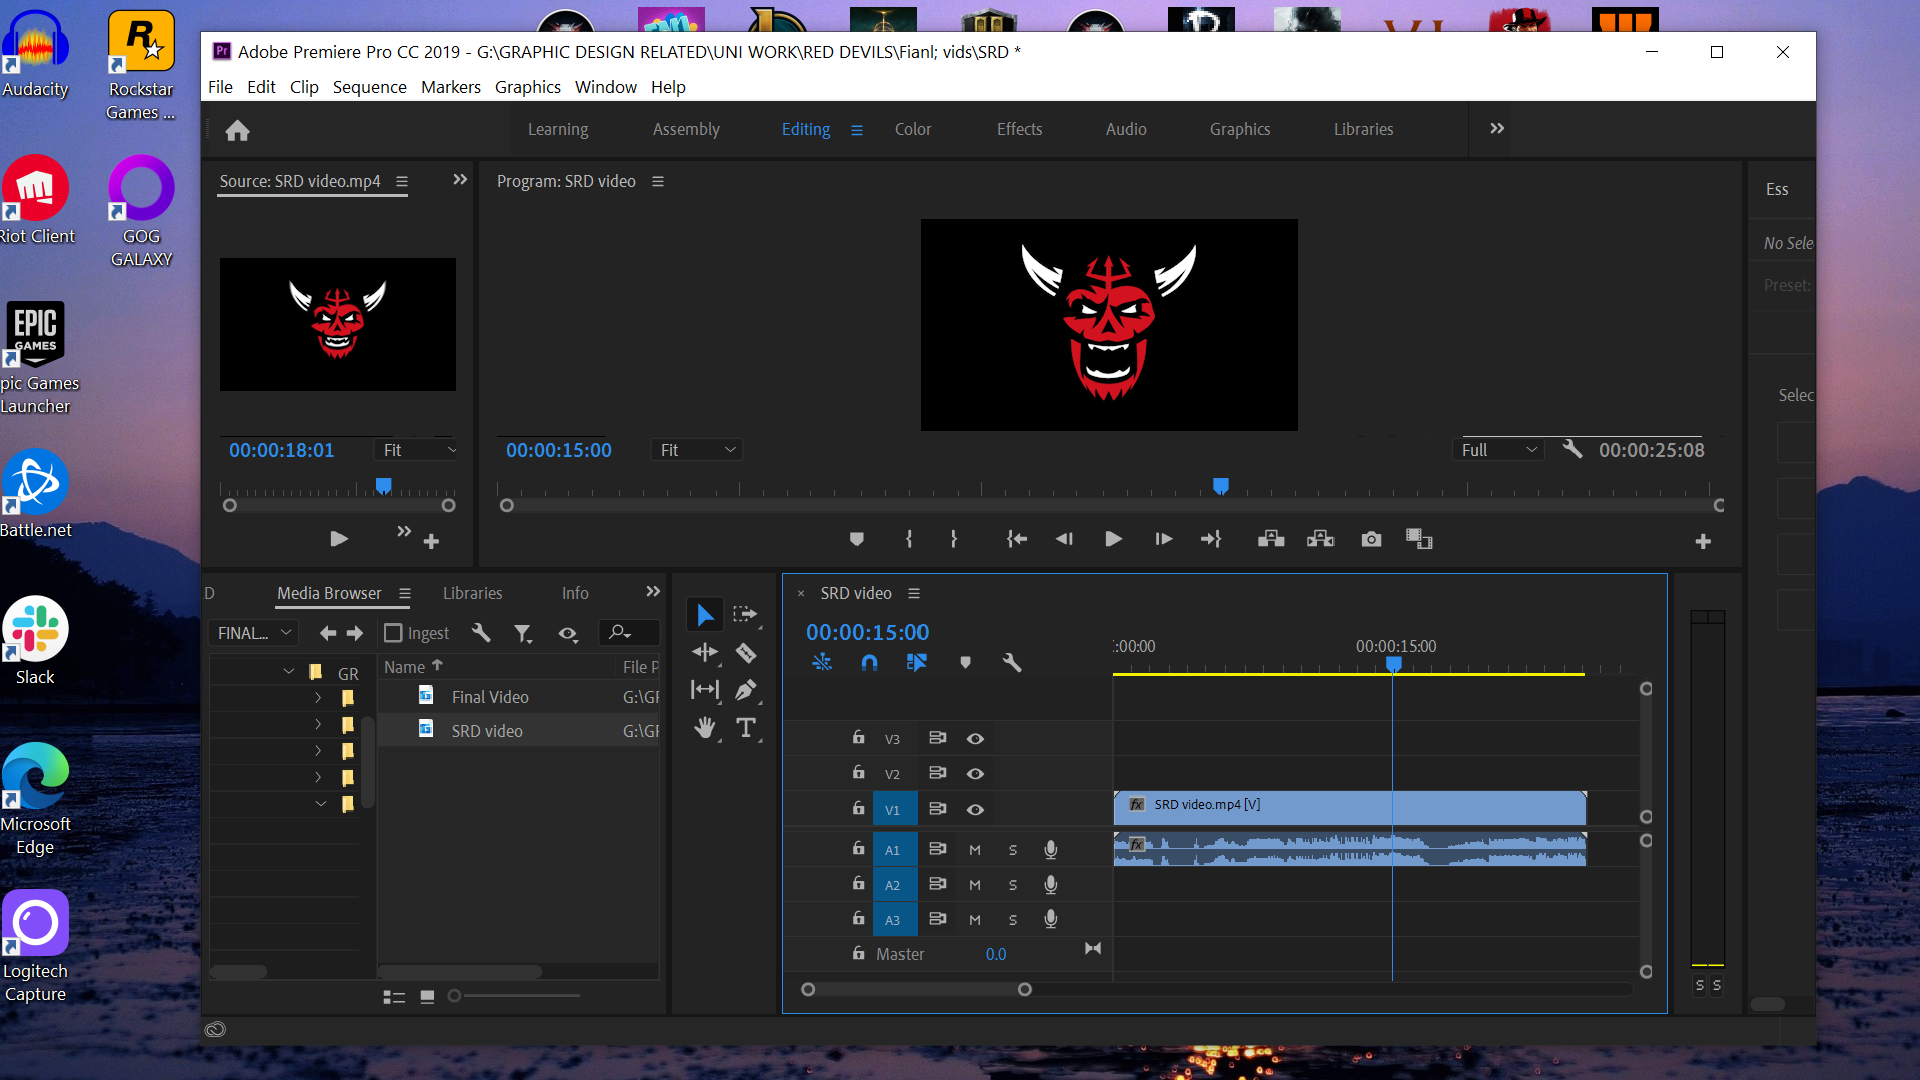 Audacity
Rockstar
Games ...
Riot Client
GOG
GALAXY
EPIC
GAMES
pic Games
Launcher
Battle.net
Slack
Microsoft
Edge
Logitech
Capture
Pr Adobe Premiere Pro CC 2019 - G:\GRAPHIC DESIGN RELATED\UNI WORK\RED DEVILS\Fianl; vids\SRD *
File Edit Clip Sequence Markers Graphics Window Help
Learning Assembly Editing Color Effects Audio Graphics Libraries
Source: SRD video.mp4
00:00:18:01 Fit
Program: SRD video
00:00:15:00 Fit Full 00:00:25:08
Ess
No Sele
Preset:
Selec
D Media Browser Libraries Info
FINAL... Ingest
Name File P
GR
Final Video G:\GF
SRD video G:\GF
T
× SRD video
00:00:15:00
:00:00 00:00:15:00
V3
V2
V1 fx SRD video.mp4 [V]
A1 M S fx
A2 M S
A3 M S
Master 0.0
S S